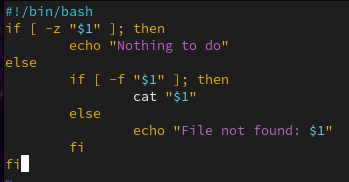 #!/bin/bash
if [ -z "$1" ]; then
        echo "Nothing to do"
else
        if [ -f "$1" ]; then
                cat "$1"
        else
                echo "File not found: $1"
        fi
fi
~